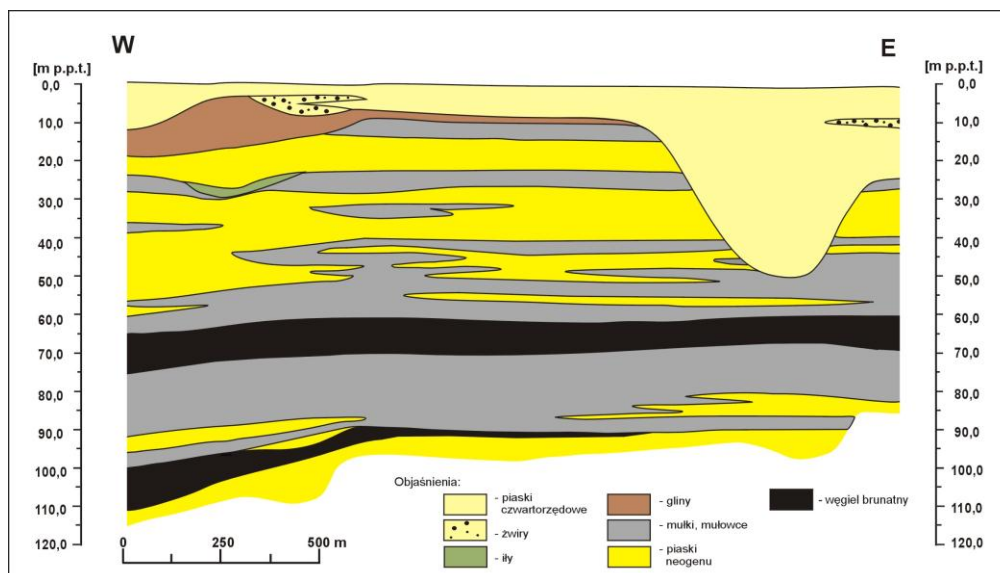 W
E
[m p.p.t.]
0,0
10,0
20,0
30,0
40,0
50,0
60,0
70,0
80,0
90,0
100,0
110,0
120,0
[m p.p.t.]
0,0
10,0
20,0
30,0
40,0
50,0
60,0
70,0
80,0
90,0
100,0
110,0
120,0
0
250
500 m
Objaśnienia:
- piaski
czwartorzędowe
- żwiry
- iły
- gliny
- mułki, mułowce
- piaski
neogenu
- węgiel brunatny